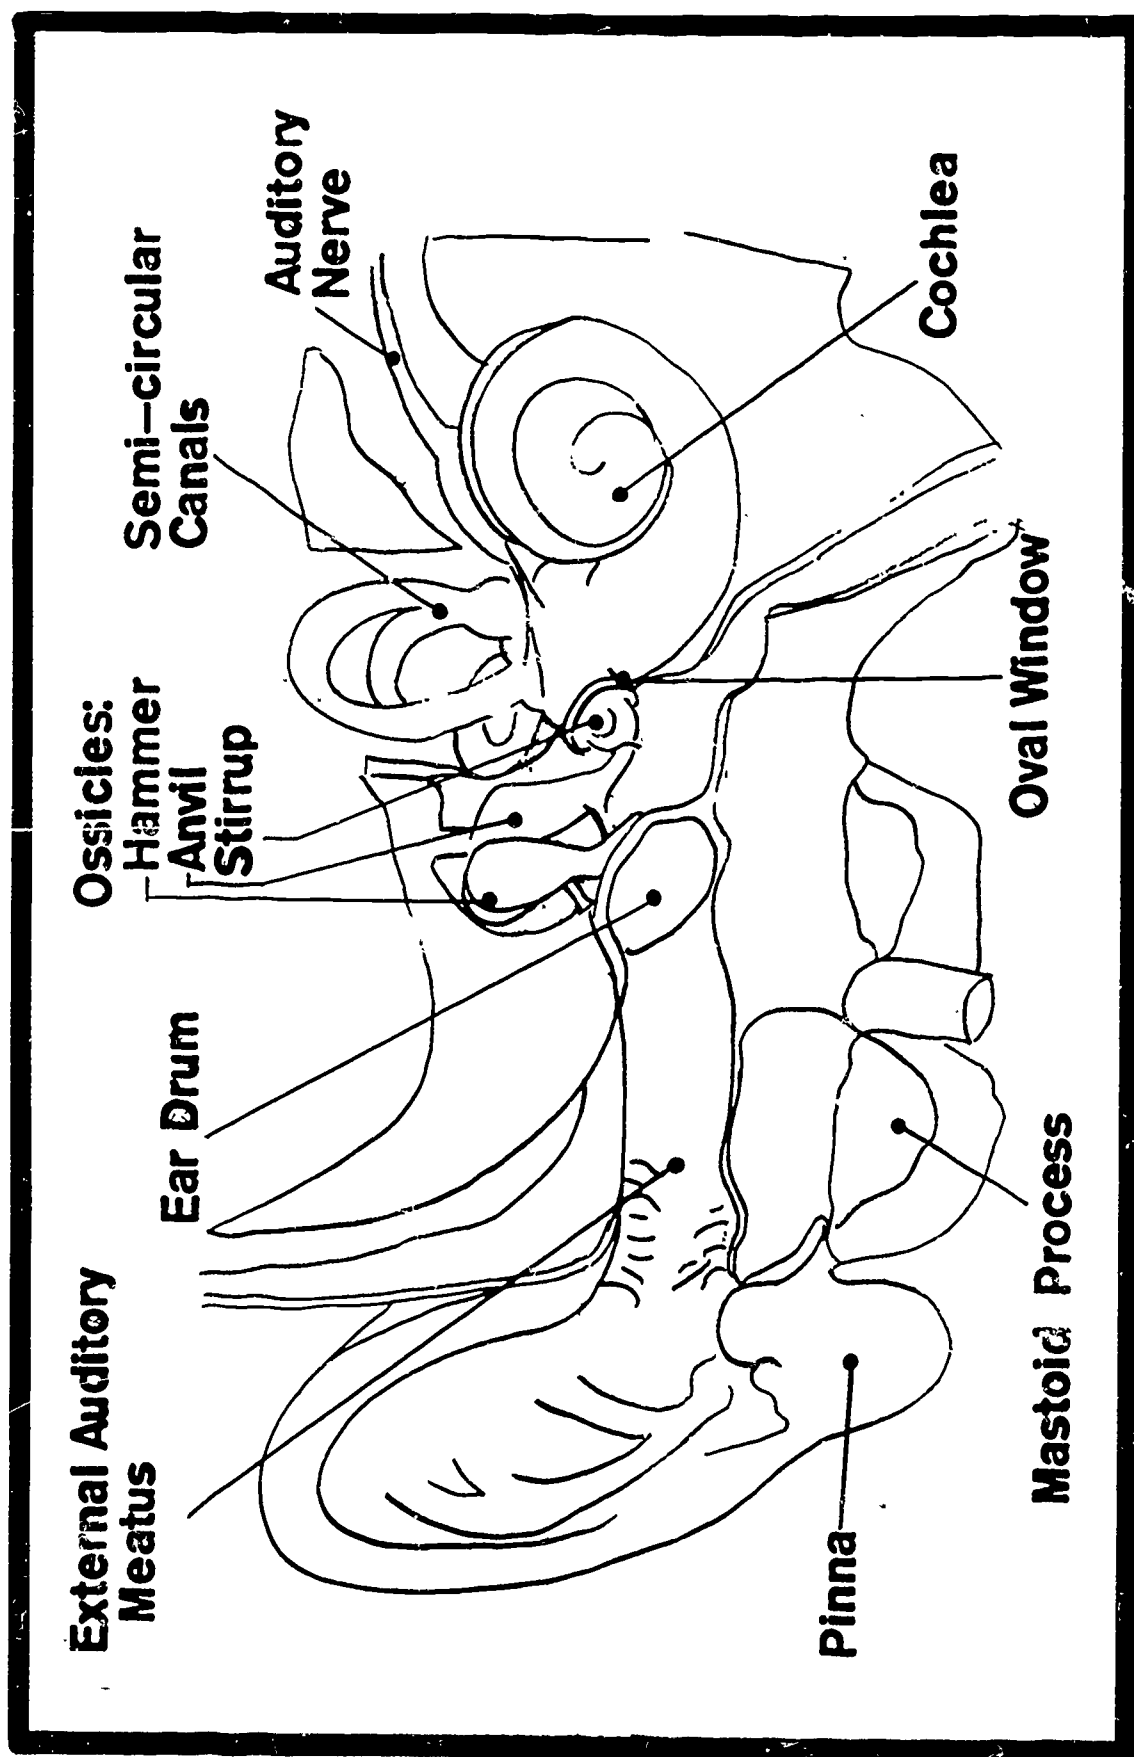 External Auditory
Meatus
Ear Drum
Ossicles:
Hammer
Anvil
Stirrup
Semi-circular
Canals
Auditory
Nerve
Pinna
Mastoid Process
Oval Window
Cochlea